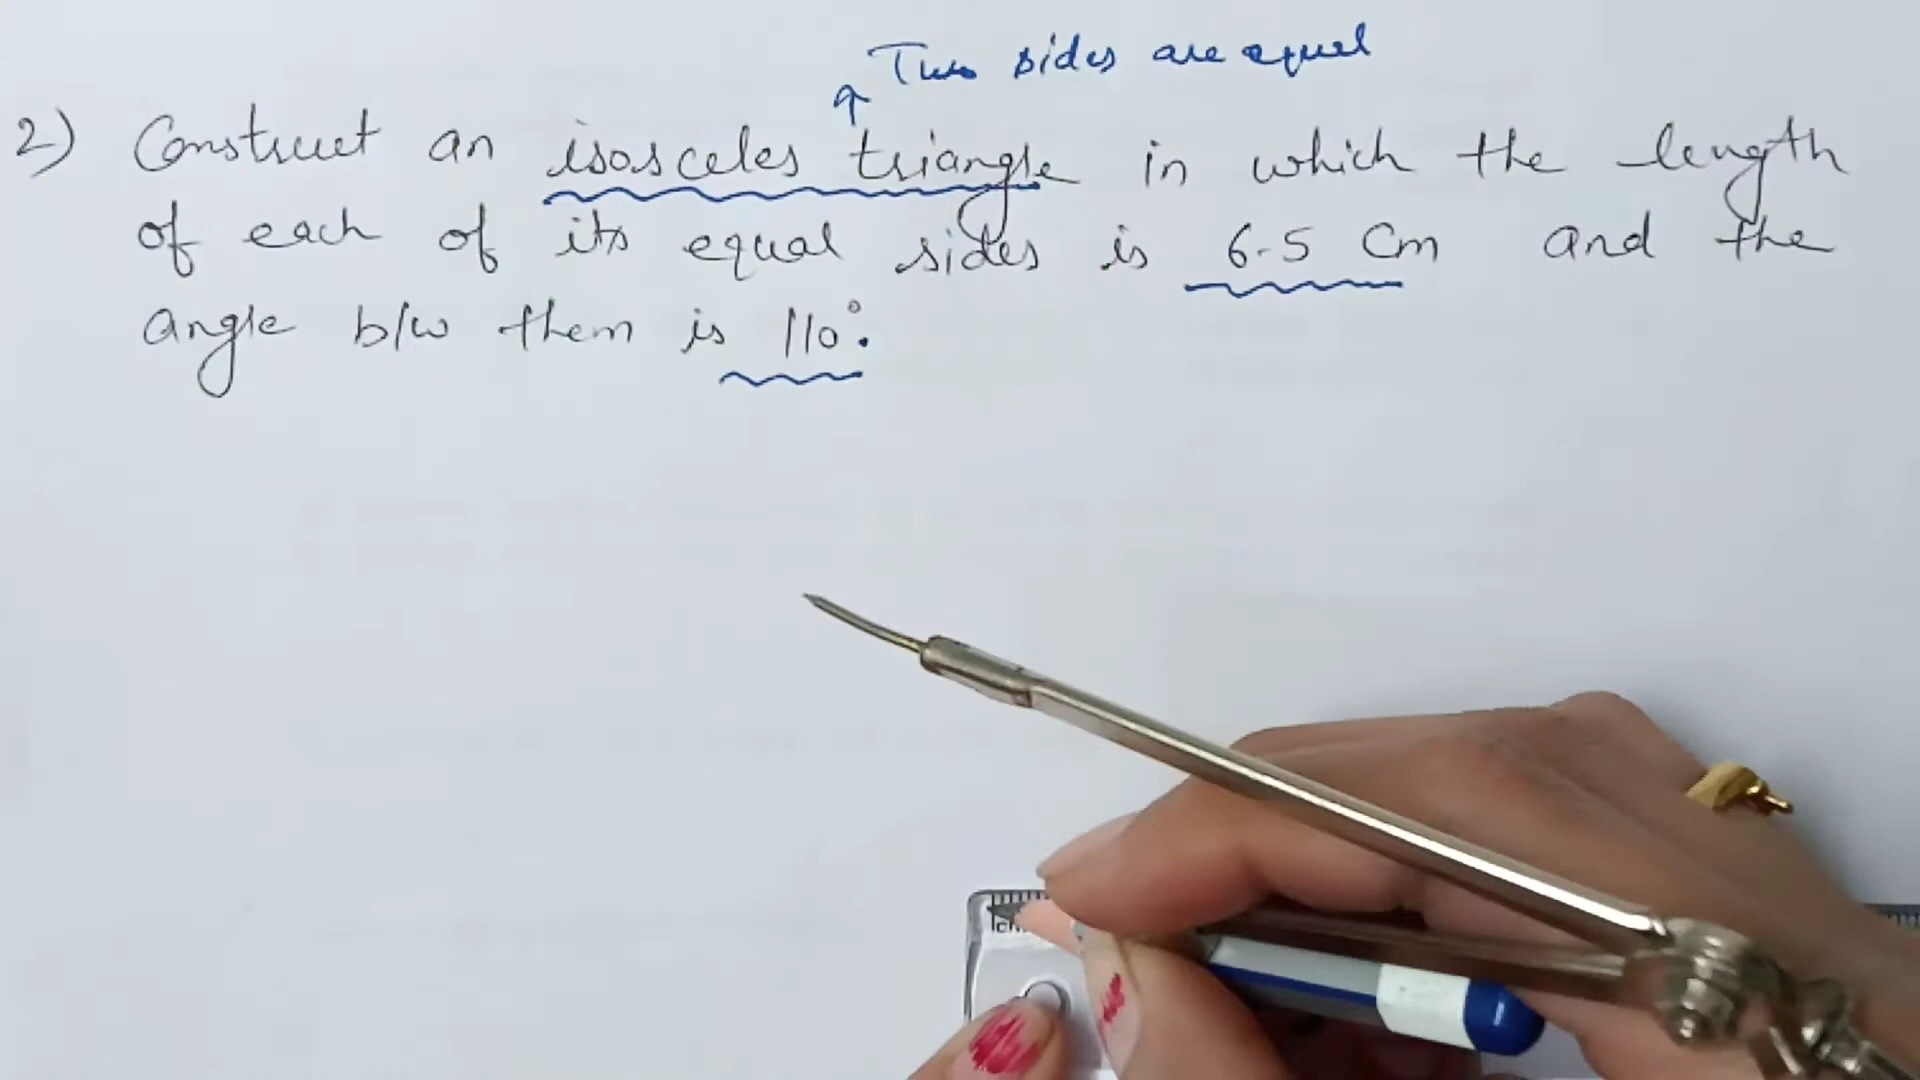 Two sides are equal
2) Construct an isosceles triangle in which the length
of each of its equal sides is 6.5 Cm and the
angle b/w them is 110°.